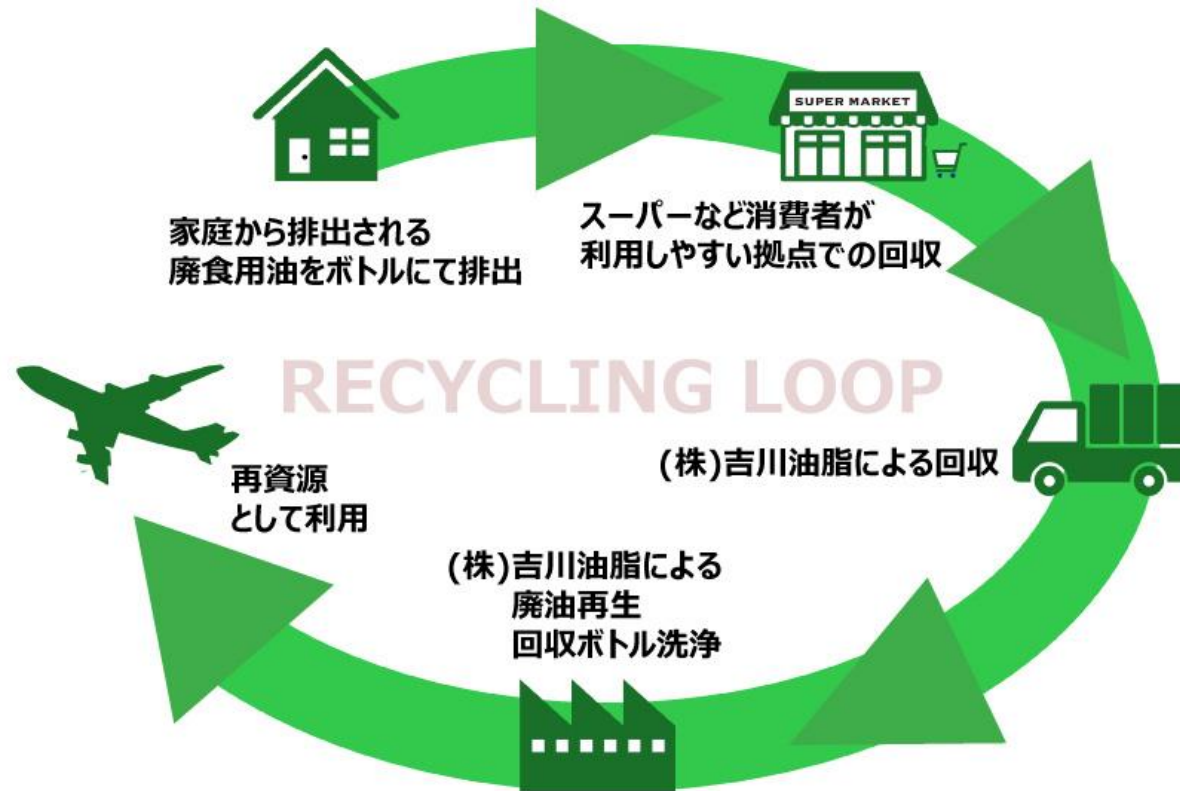 SUPER MARKET
家庭から排出される
廃食用油をボトルにて排出
スーパーなど消費者が
利用しやすい拠点での回収
RECYCLING LOOP
(株)吉川油脂による回収
再資源
として利用
(株)吉川油脂による
廃油再生
回収ボトル洗浄